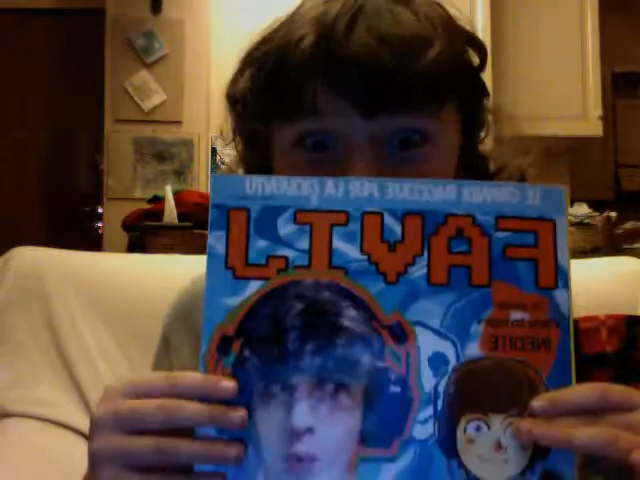 LE GRANDI RACCOLTE PER LA GIOVENTÙ
FAVIJ
INEDITE